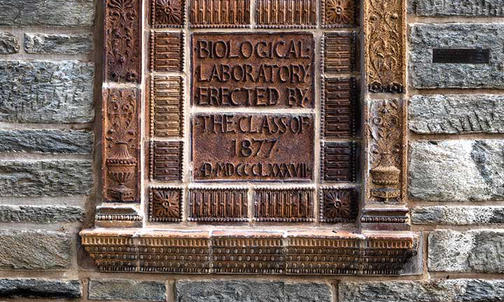 BIOLOGICAL
LABORATORY
ERECTED BY
THE CLASS OF
1877
·D·MDCCCLXXXVII·